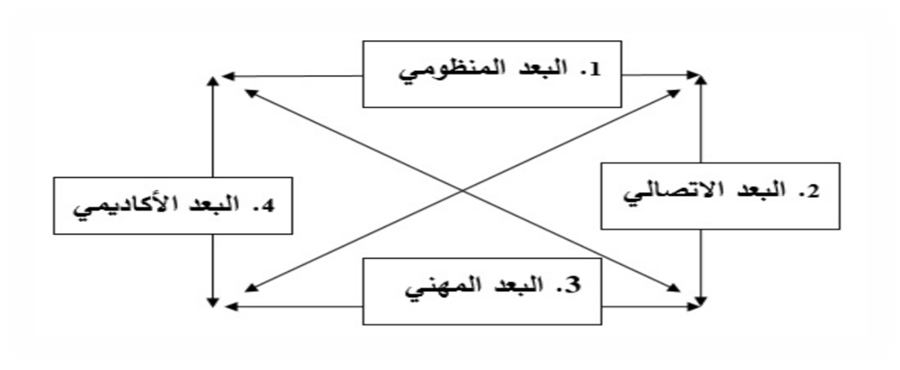 1. البعد المنظومي
2. البعد الاتصالي
3. البعد المهني
4. البعد الأكاديمي